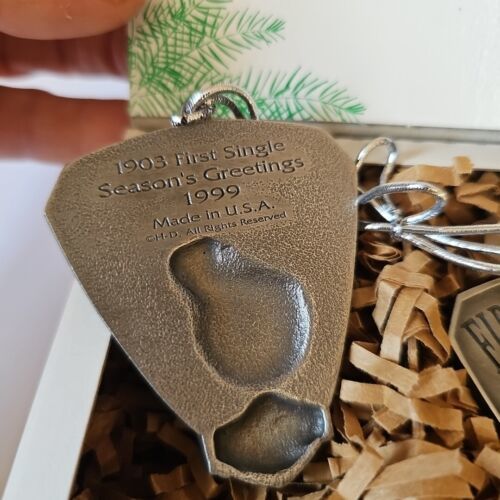 1903 First Single
Season's Greetings
1999
Made in U.S.A.
©H-D. All Rights Reserved